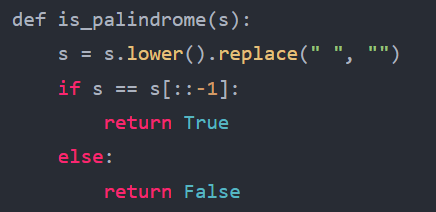 def is_palindrome(s):
    s = s.lower().replace(" ", "")
    if s == s[::-1]:
        return True
    else:
        return False